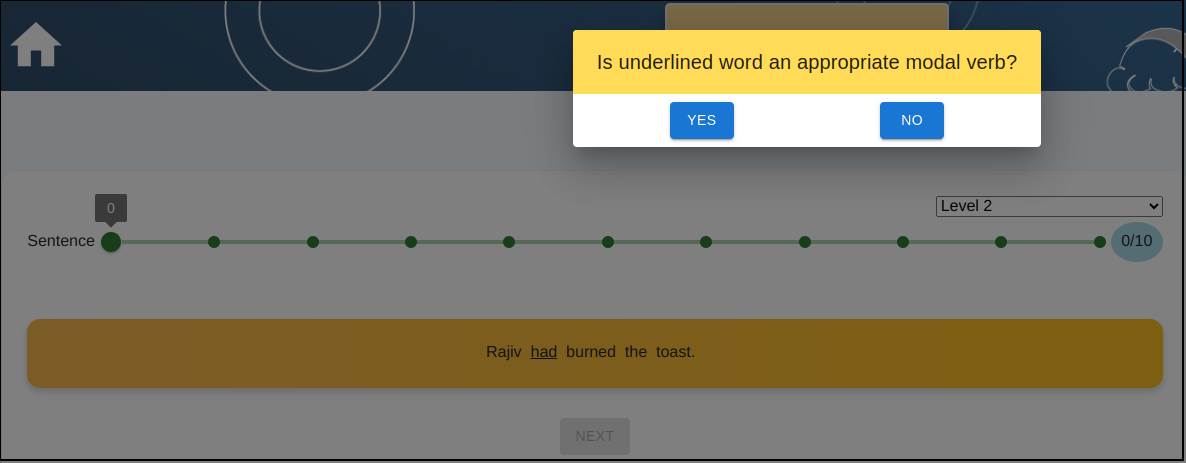 Is underlined word an appropriate modal verb?
YES NO
0
Level 2
Sentence 0/10
Rajiv had burned the toast.
NEXT